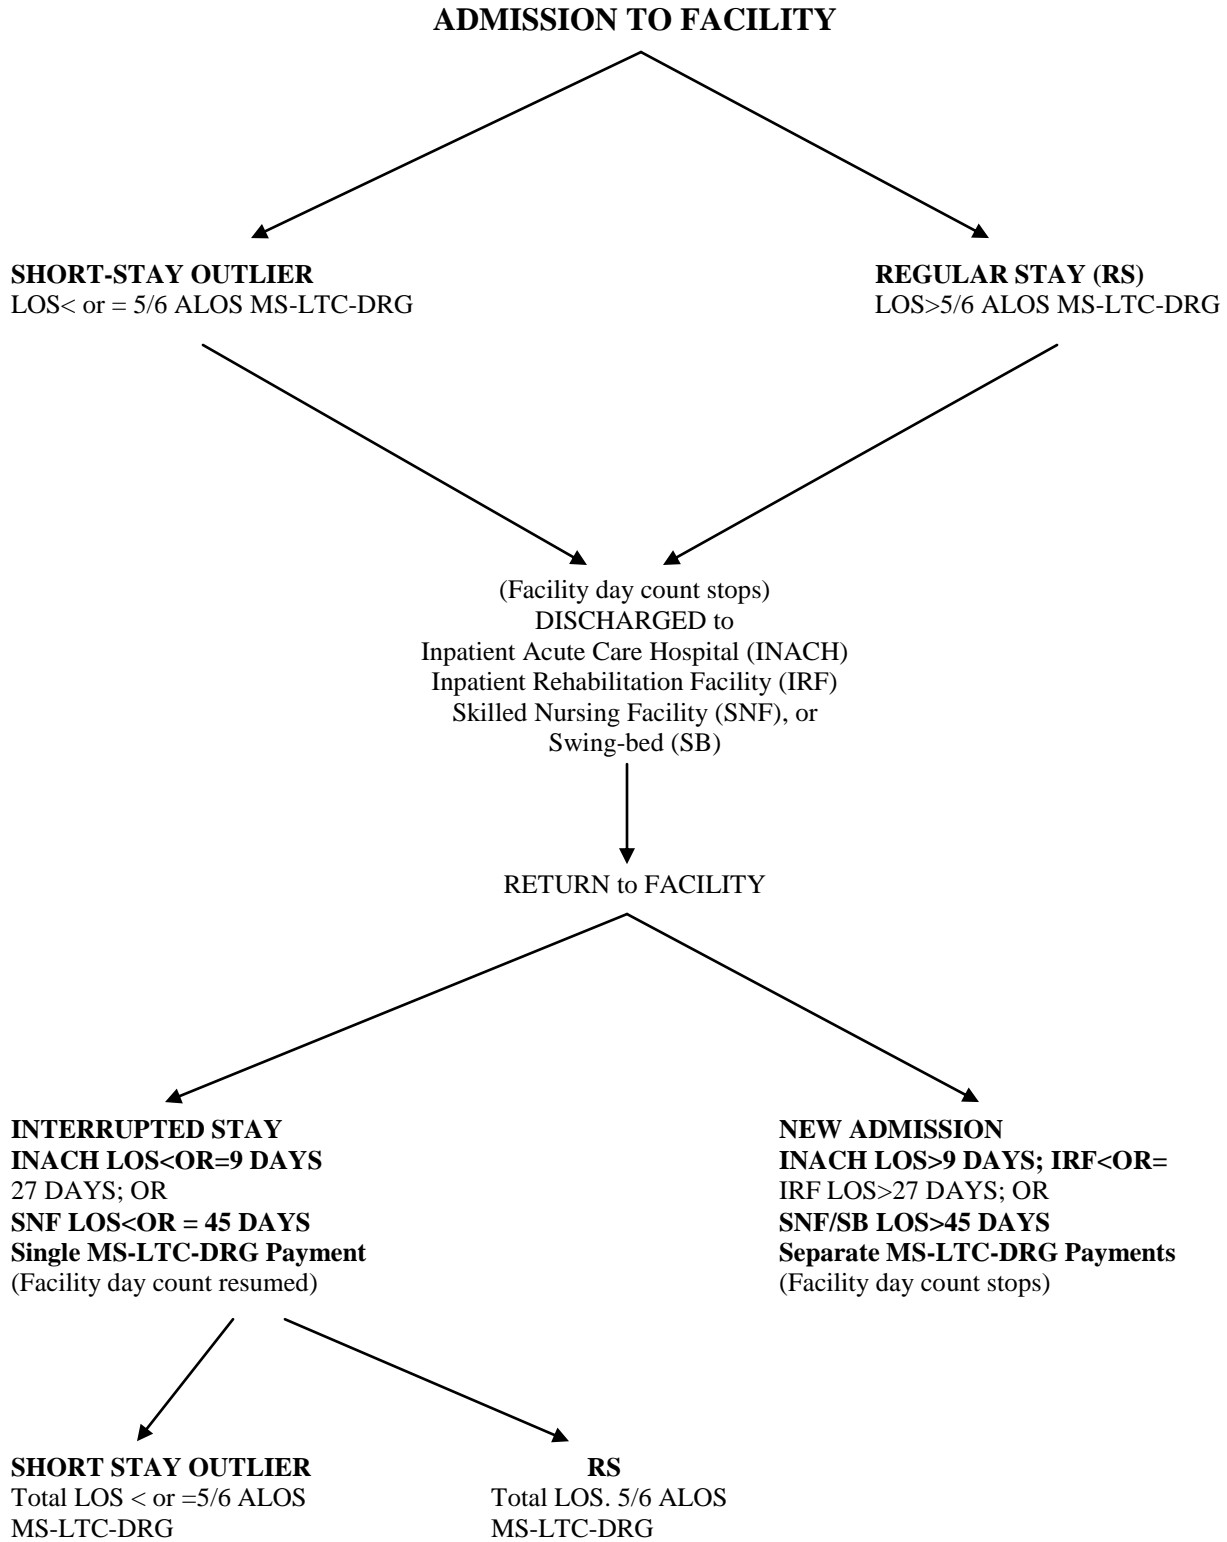 ADMISSION TO FACILITY
SHORT-STAY OUTLIER
LOS< or = 5/6 ALOS MS-LTC-DRG
REGULAR STAY (RS)
LOS>5/6 ALOS MS-LTC-DRG
(Facility day count stops)
DISCHARGED to
Inpatient Acute Care Hospital (INACH)
Inpatient Rehabilitation Facility (IRF)
Skilled Nursing Facility (SNF), or
Swing-bed (SB)
RETURN to FACILITY
INTERRUPTED STAY
INACH LOS<OR=9 DAYS
27 DAYS; OR
SNF LOS<OR = 45 DAYS
Single MS-LTC-DRG Payment
(Facility day count resumed)
NEW ADMISSION
INACH LOS>9 DAYS; IRF<OR=
IRF LOS>27 DAYS; OR
SNF/SB LOS>45 DAYS
Separate MS-LTC-DRG Payments
(Facility day count stops)
SHORT STAY OUTLIER
Total LOS < or =5/6 ALOS
MS-LTC-DRG
RS
Total LOS. 5/6 ALOS
MS-LTC-DRG